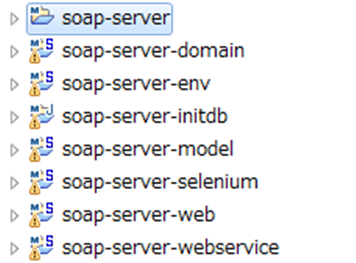 soap-server
soap-server-domain
soap-server-env
soap-server-initdb
soap-server-model
soap-server-selenium
soap-server-web
soap-server-webservice